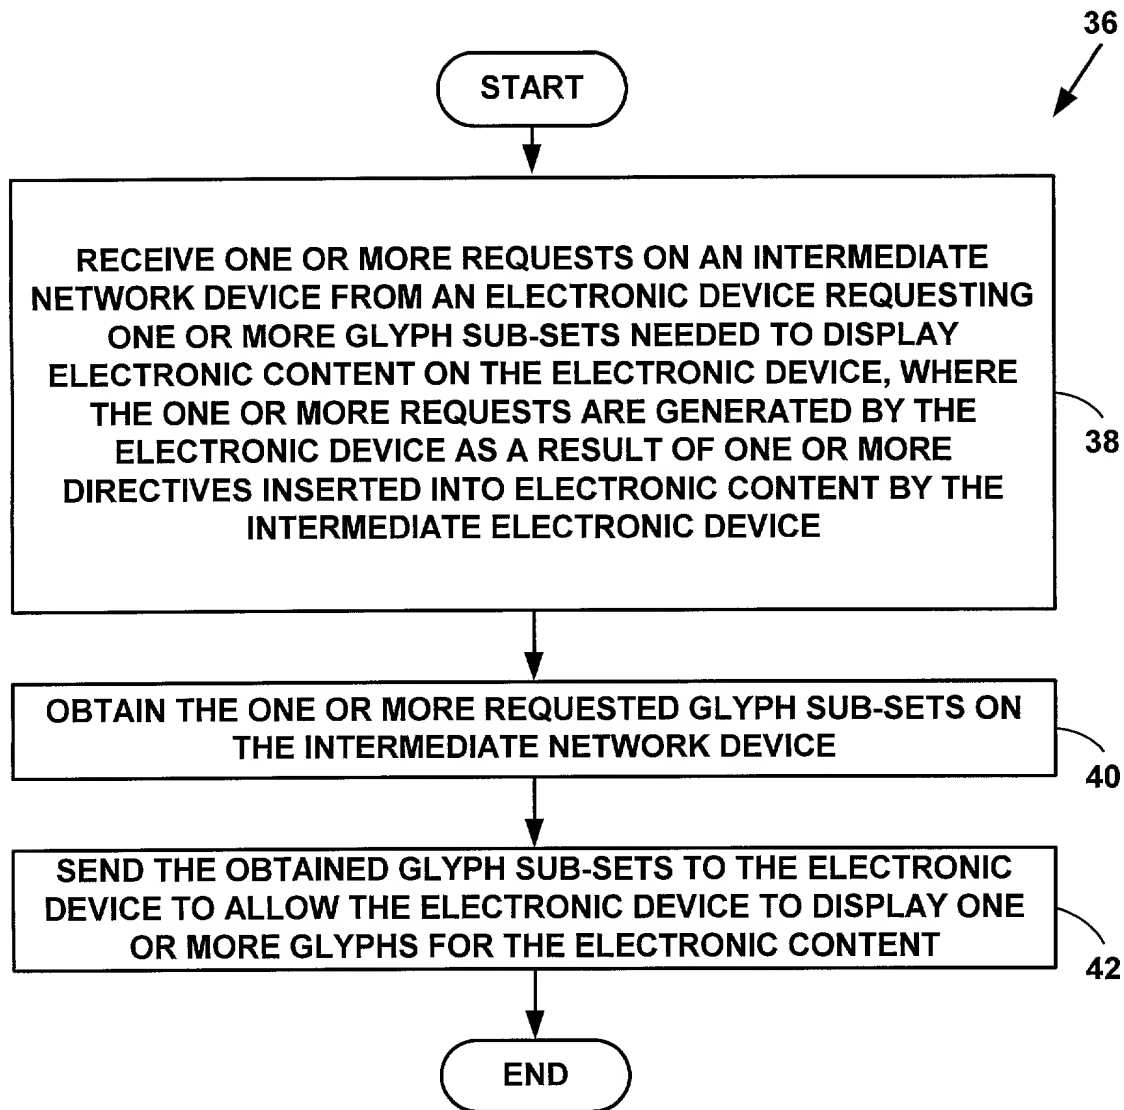 36
START
RECEIVE ONE OR MORE REQUESTS ON AN INTERMEDIATE
NETWORK DEVICE FROM AN ELECTRONIC DEVICE REQUESTING
ONE OR MORE GLYPH SUB-SETS NEEDED TO DISPLAY
ELECTRONIC CONTENT ON THE ELECTRONIC DEVICE, WHERE
THE ONE OR MORE REQUESTS ARE GENERATED BY THE
ELECTRONIC DEVICE AS A RESULT OF ONE OR MORE
DIRECTIVES INSERTED INTO ELECTRONIC CONTENT BY THE
INTERMEDIATE ELECTRONIC DEVICE
38
OBTAIN THE ONE OR MORE REQUESTED GLYPH SUB-SETS ON
THE INTERMEDIATE NETWORK DEVICE
40
SEND THE OBTAINED GLYPH SUB-SETS TO THE ELECTRONIC
DEVICE TO ALLOW THE ELECTRONIC DEVICE TO DISPLAY ONE
OR MORE GLYPHS FOR THE ELECTRONIC CONTENT
42
END